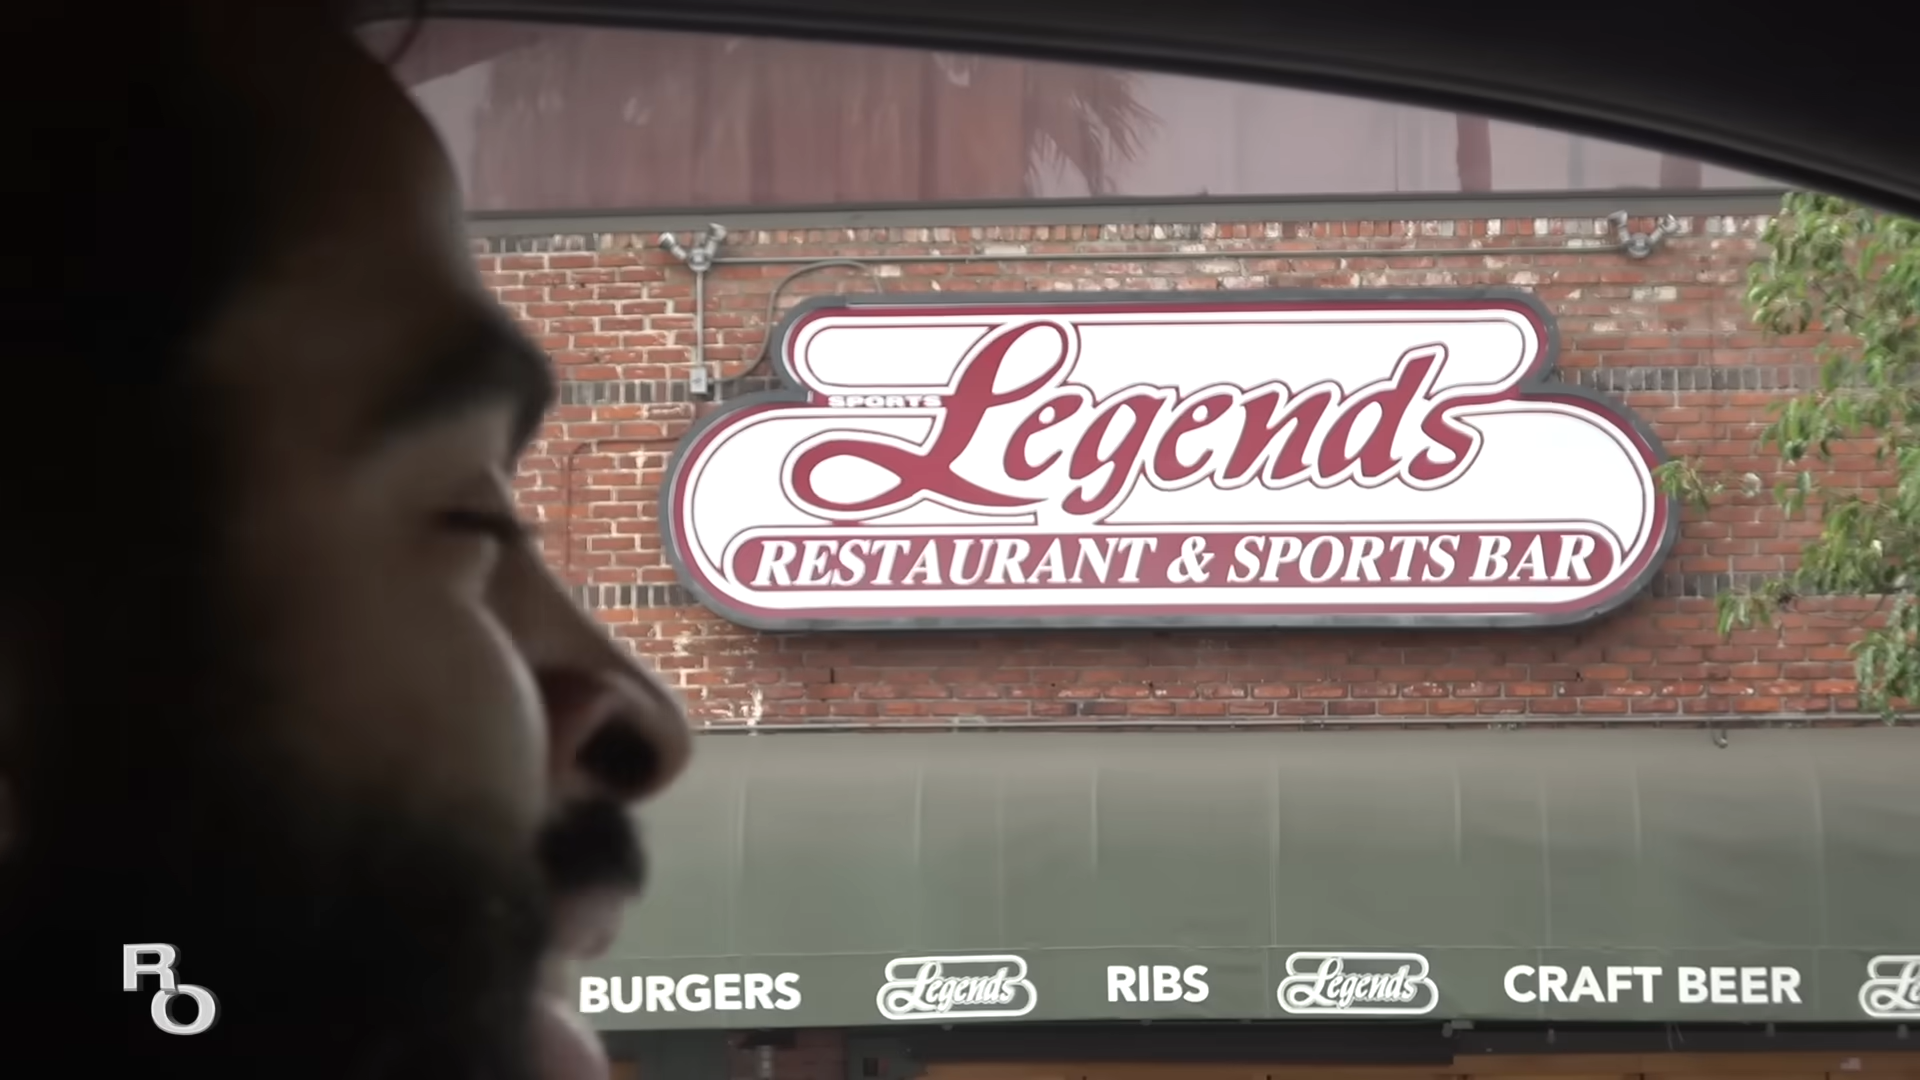 SPORTS
Legends
RESTAURANT & SPORTS BAR
BURGERS Legends RIBS Legends CRAFT BEER
RO